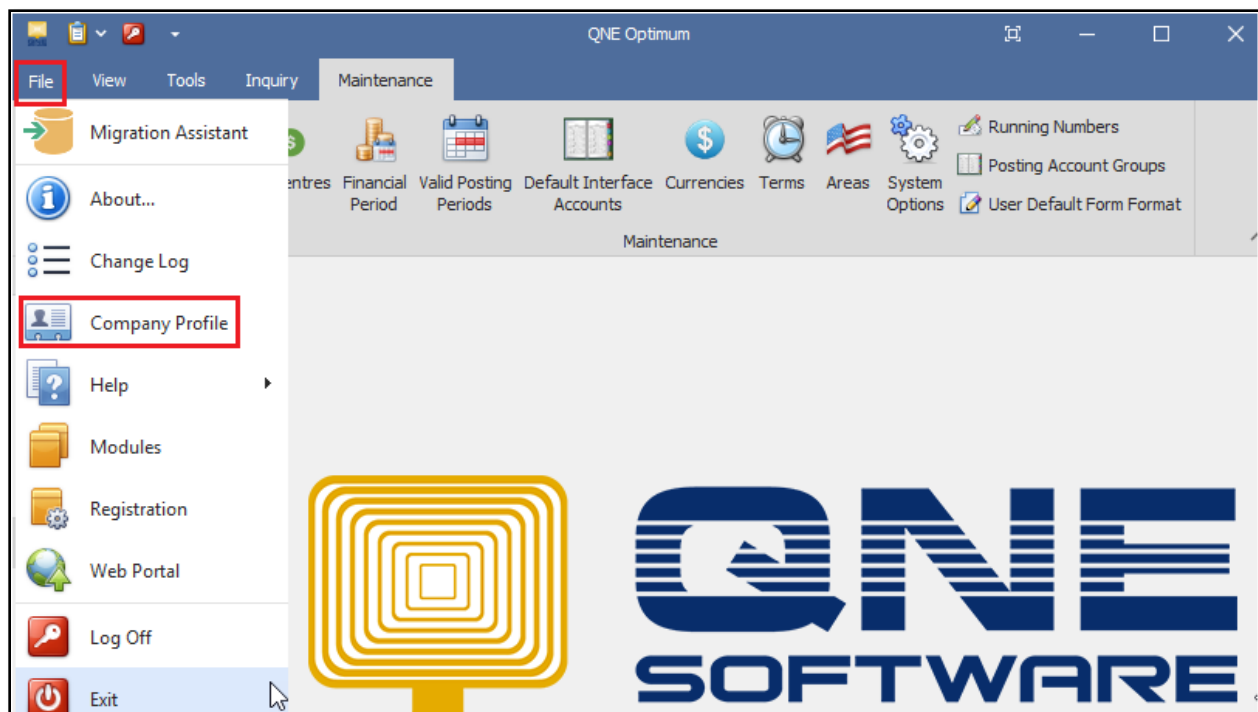 QNE Optimum
File View Tools Inquiry Maintenance
Migration Assistant
About...
Change Log
Company Profile
Help
Modules
Registration
Web Portal
Log Off
Exit
entres
Financial
Period
Valid Posting
Periods
Default Interface
Accounts
Currencies
Terms
Areas
System
Options
Running Numbers
Posting Account Groups
User Default Form Format
Maintenance
QNE
SOFTWARE